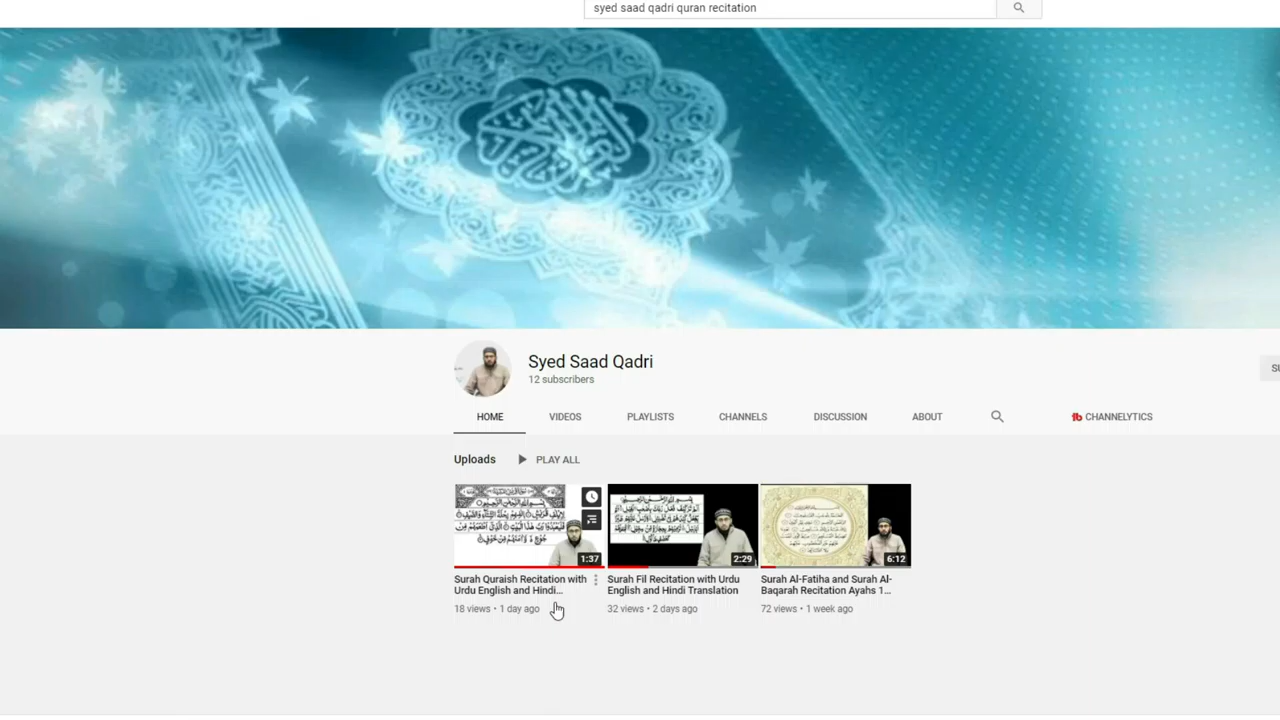 syed saad qadri quran recitation
Syed Saad Qadri
12 subscribers
HOME VIDEOS PLAYLISTS CHANNELS DISCUSSION ABOUT CHANNELYTICS
Uploads PLAY ALL
1:37 2:29 6:12
Surah Quraish Recitation with
Urdu English and Hindi...
18 views • 1 day ago
Surah Fil Recitation with Urdu
English and Hindi Translation
32 views • 2 days ago
Surah Al-Fatiha and Surah Al-
Baqarah Recitation Ayahs 1...
72 views • 1 week ago